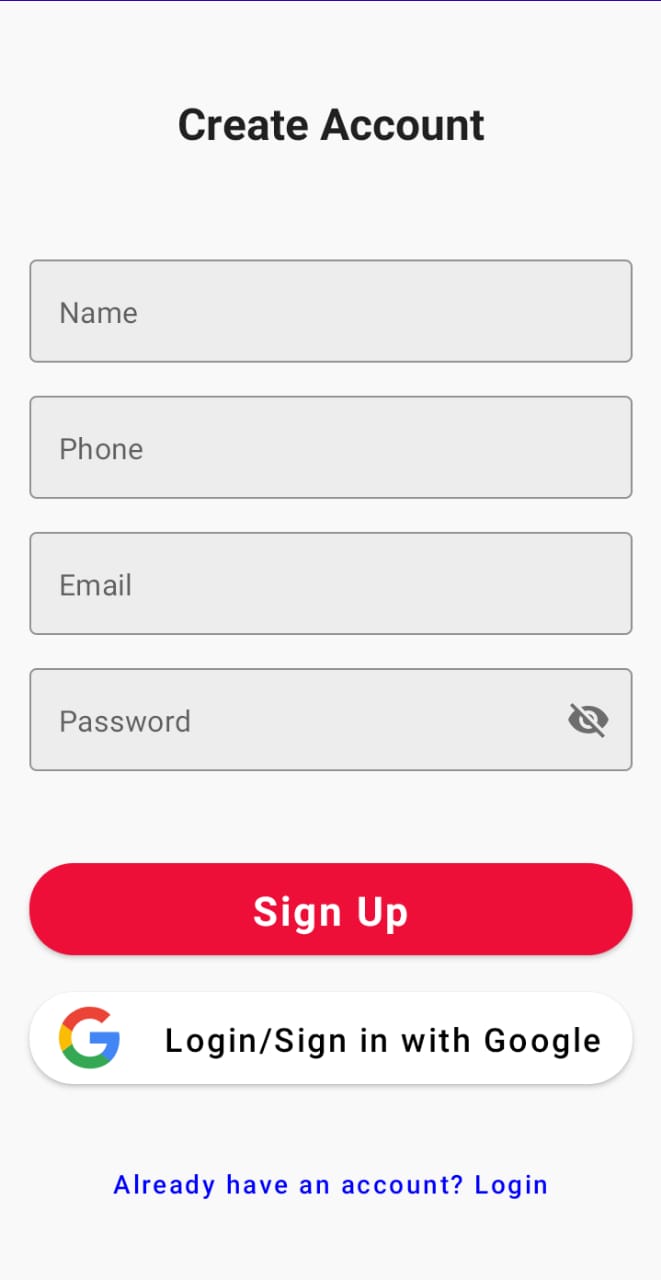 Create Account
Name
Phone
Email
Password
Sign Up
Login/Sign in with Google
Already have an account? Login